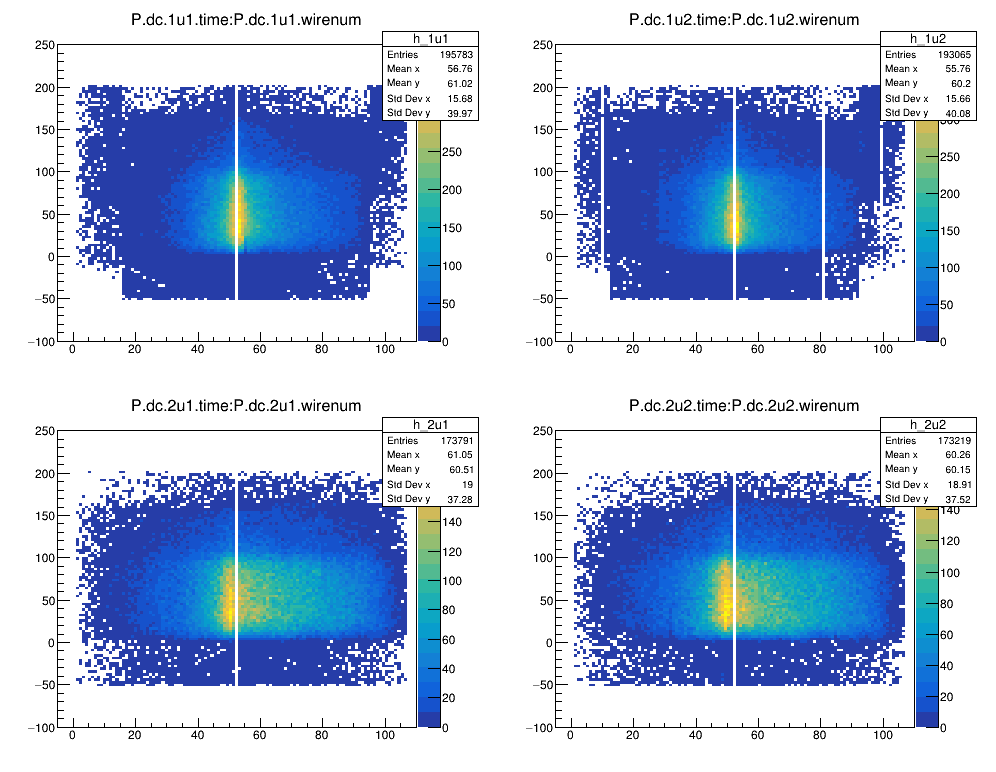 P.dc.1u1.time:P.dc.1u1.wirenum
h_1u1
Entries 195783
Mean x 56.76
Mean y 61.02
Std Dev x 15.68
Std Dev y 39.97
250
200
150
100
50
0
−50
−100
0 20 40 60 80 100
250
200
150
100
50
0
P.dc.1u2.time:P.dc.1u2.wirenum
h_1u2
Entries 193065
Mean x 55.76
Mean y 60.2
Std Dev x 15.66
Std Dev y 40.08
250
200
150
100
50
0
−50
−100
0 20 40 60 80 100
300
250
200
150
100
50
0
P.dc.2u1.time:P.dc.2u1.wirenum
h_2u1
Entries 173791
Mean x 61.05
Mean y 60.51
Std Dev x 19
Std Dev y 37.28
250
200
150
100
50
0
−50
−100
0 20 40 60 80 100
140
120
100
80
60
40
20
0
P.dc.2u2.time:P.dc.2u2.wirenum
h_2u2
Entries 173219
Mean x 60.26
Mean y 60.15
Std Dev x 18.91
Std Dev y 37.52
250
200
150
100
50
0
−50
−100
0 20 40 60 80 100
140
120
100
80
60
40
20
0